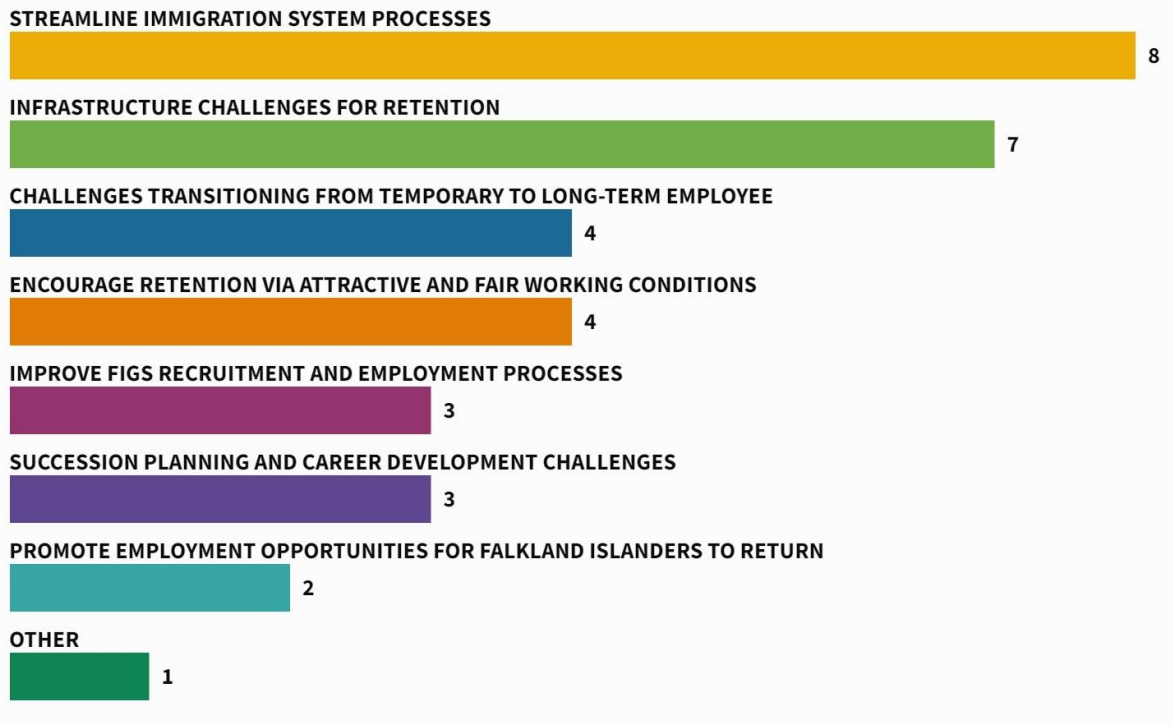 STREAMLINE IMMIGRATION SYSTEM PROCESSES
8
INFRASTRUCTURE CHALLENGES FOR RETENTION
7
CHALLENGES TRANSITIONING FROM TEMPORARY TO LONG-TERM EMPLOYEE
4
ENCOURAGE RETENTION VIA ATTRACTIVE AND FAIR WORKING CONDITIONS
4
IMPROVE FIGS RECRUITMENT AND EMPLOYMENT PROCESSES
3
SUCCESSION PLANNING AND CAREER DEVELOPMENT CHALLENGES
3
PROMOTE EMPLOYMENT OPPORTUNITIES FOR FALKLAND ISLANDERS TO RETURN
2
OTHER
1